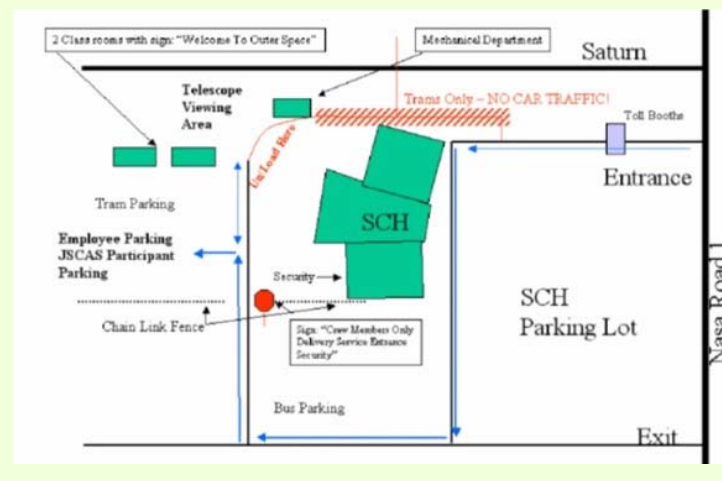 2 Class rooms with sign: "Welcome To Outer Space"
Mechanical Department
Saturn
Telescope
Viewing
Area
Trams Only – NO CAR TRAFFIC!
Toll Booths
Un/Load Here
Entrance
Tram Parking
SCH
Employee Parking
JSCAS Participant
Parking
Security
SCH
Parking Lot
Nasa Road 1
Chain Link Fence
Sign: "Crew Members Only
Delivery Service Entrance
Security"
Bus Parking
Exit